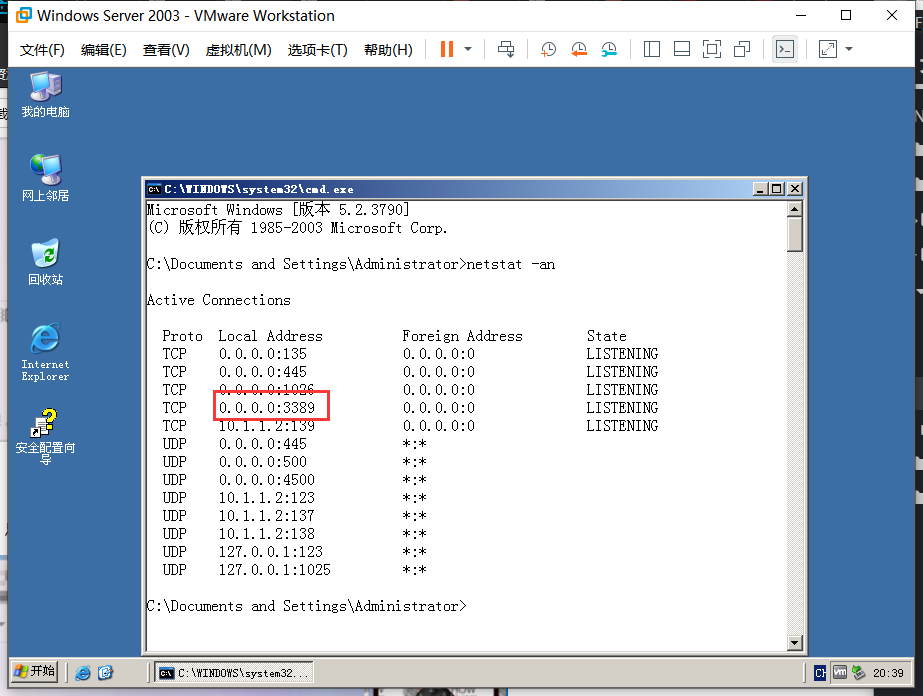 Windows Server 2003 - VMware Workstation
文件(F) 编辑(E) 查看(V) 虚拟机(M) 选项卡(T) 帮助(H)
我的电脑
网上邻居
回收站
Internet
Explorer
安全配置向
导
C:\WINDOWS\system32\cmd.exe
Microsoft Windows [版本 5.2.3790]
(C) 版权所有 1985-2003 Microsoft Corp.
C:\Documents and Settings\Administrator>netstat -an
Active Connections
Proto Local Address Foreign Address State
TCP 0.0.0.0:135 0.0.0.0:0 LISTENING
TCP 0.0.0.0:445 0.0.0.0:0 LISTENING
TCP 0.0.0.0:1026 0.0.0.0:0 LISTENING
TCP 0.0.0.0:3389 0.0.0.0:0 LISTENING
TCP 10.1.1.2:139 0.0.0.0:0 LISTENING
UDP 0.0.0.0:445 *:*
UDP 0.0.0.0:500 *:*
UDP 0.0.0.0:4500 *:*
UDP 10.1.1.2:123 *:*
UDP 10.1.1.2:137 *:*
UDP 10.1.1.2:138 *:*
UDP 127.0.0.1:123 *:*
UDP 127.0.0.1:1025 *:*
C:\Documents and Settings\Administrator>
开始 C:\WINDOWS\system32... CH 20:39